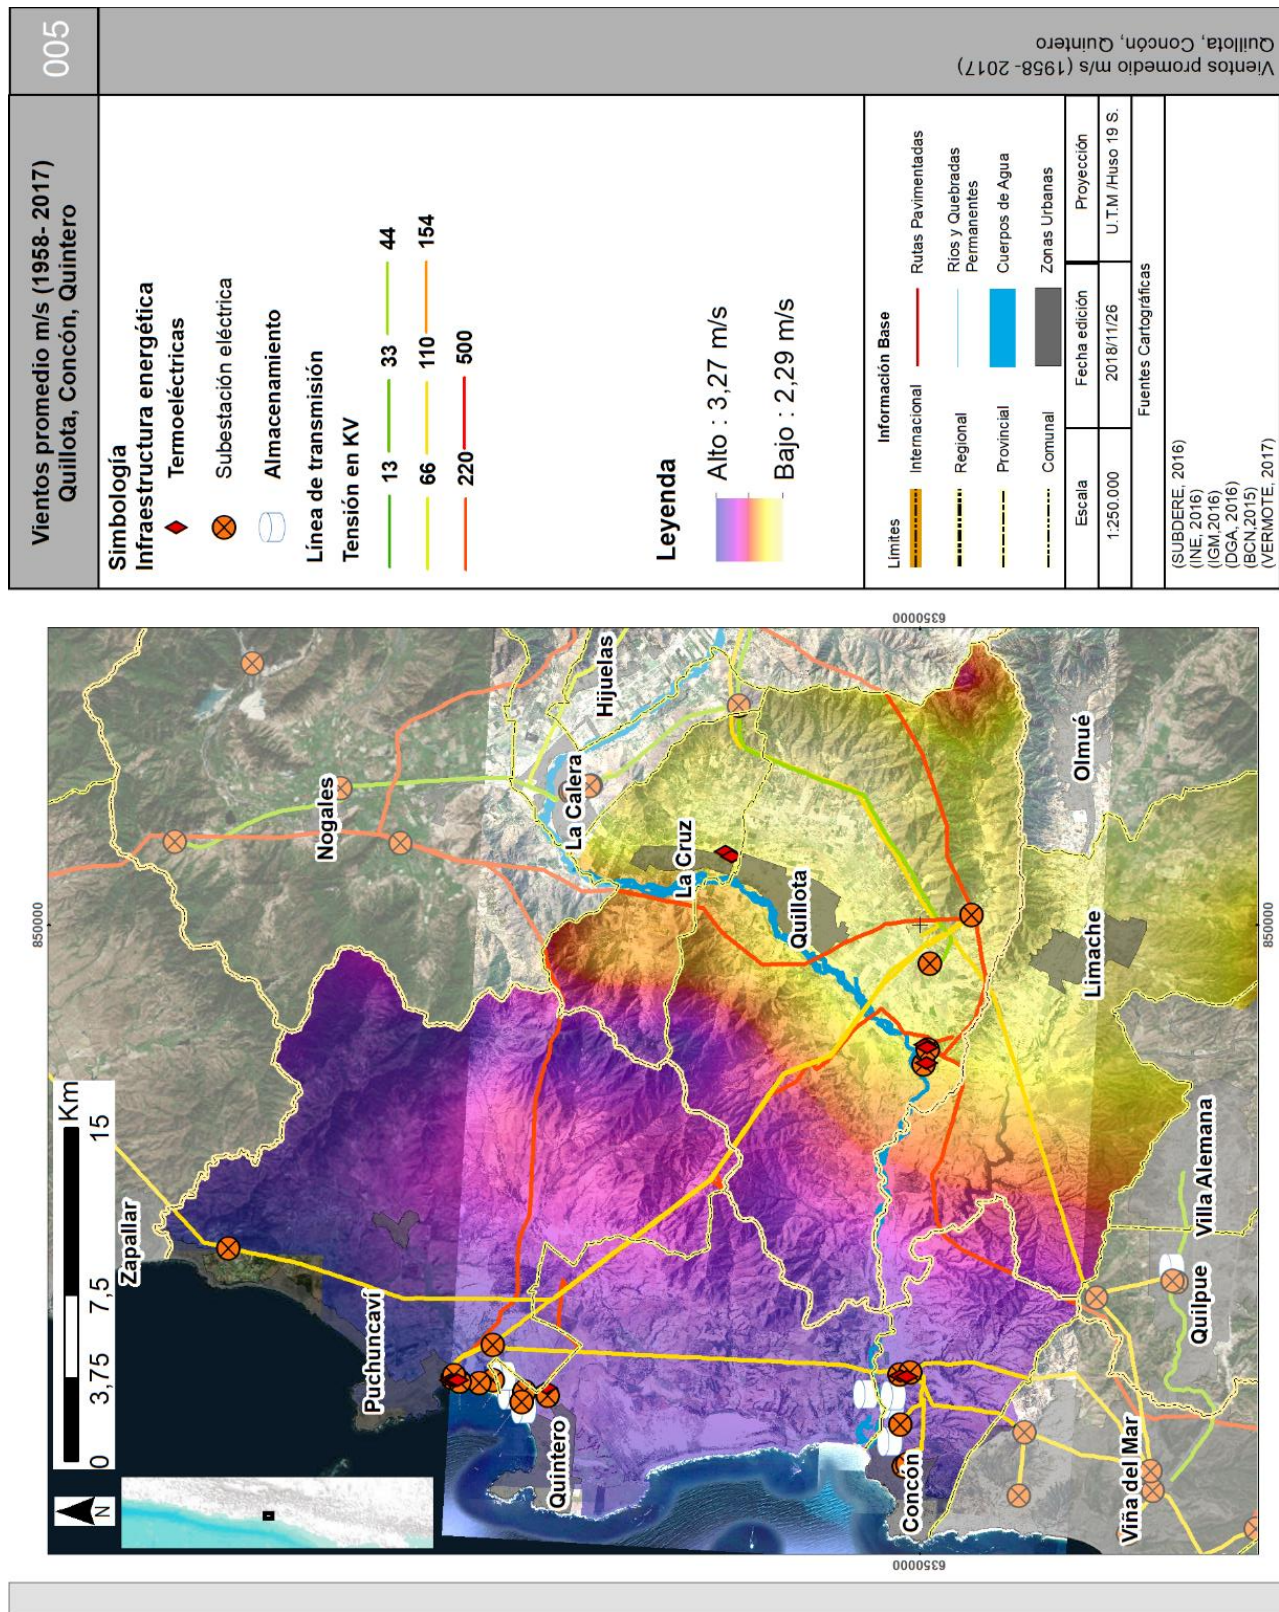 Vientos promedio m/s (1958- 2017)
Quillota, Concón, Quintero
005
Simbología
Infraestructura energética
Termoeléctricas
Subestación eléctrica
Almacenamiento
Línea de transmisión
Tensión en KV
13
33
44
66
110
154
220
500
Leyenda
Alto : 3,27 m/s
Bajo : 2,29 m/s
Información Base
Límites
Internacional
Regional
Provincial
Comunal
Rutas Pavimentadas
Ríos y Quebradas
Permanentes
Cuerpos de Agua
Zonas Urbanas
Escala
Fecha edición
Proyección
1:250.000
2018/11/26
U.T.M /Huso 19 S.
Fuentes Cartográficas
(SUBDERE, 2016)
(INE, 2016)
(IGM,2016)
(DGA, 2016)
(BCN,2015)
(VERMOTE, 2017)
Vientos promedio m/s (1958- 2017)
Quillota, Concón, Quintero
N
0
3,75
7,5
15
Km
850000
850000
6350000
6350000
Zapallar
Puchuncaví
Nogales
Quintero
La Calera
Hijuelas
La Cruz
Quillota
Concón
Limache
Olmué
Viña del Mar
Quilpue
Villa Alemana